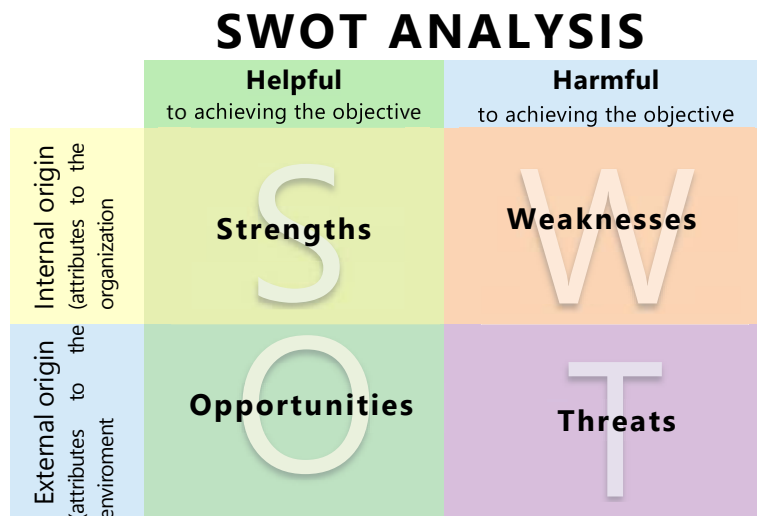 SWOT ANALYSIS
Helpful
to achieving the objective
Harmful
to achieving the objective
Internal origin
(attributes to the
organization
S
Strengths
W
Weaknesses
External origin
(attributes to the
enviroment
O
Opportunities
T
Threats